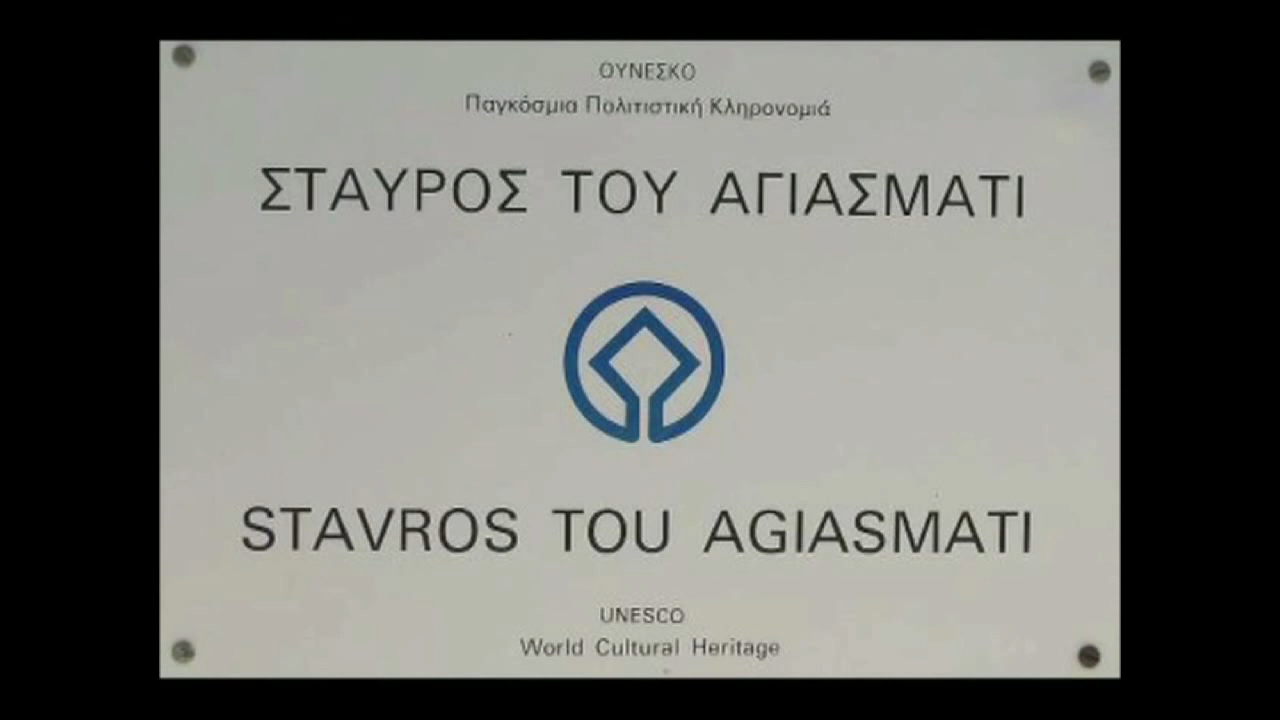 ΟΥΝΕΣΚΟ
Παγκόσμια Πολιτιστική Κληρονομιά
ΣΤΑΥΡΟΣ ΤΟΥ ΑΓΙΑΣΜΑΤΙ
STAVROS TOU AGIASMATI
UNESCO
World Cultural Heritage